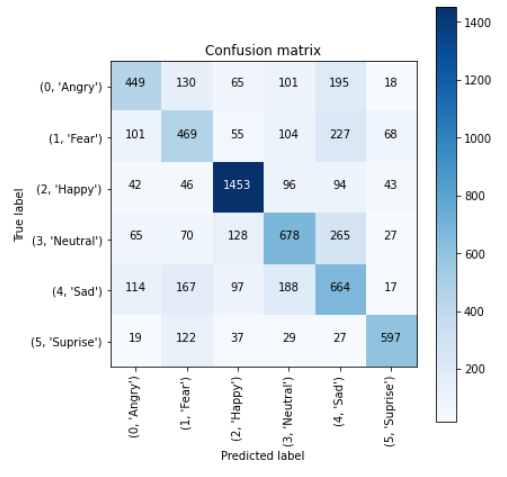 Confusion matrix
True label
(0, 'Angry') 449 130 65 101 195 18
(1, 'Fear') 101 469 55 104 227 68
(2, 'Happy') 42 46 1453 96 94 43
(3, 'Neutral') 65 70 128 678 265 27
(4, 'Sad') 114 167 97 188 664 17
(5, 'Suprise') 19 122 37 29 27 597
(0, 'Angry')
(1, 'Fear')
(2, 'Happy')
(3, 'Neutral')
(4, 'Sad')
(5, 'Suprise')
Predicted label
1400
1200
1000
800
600
400
200